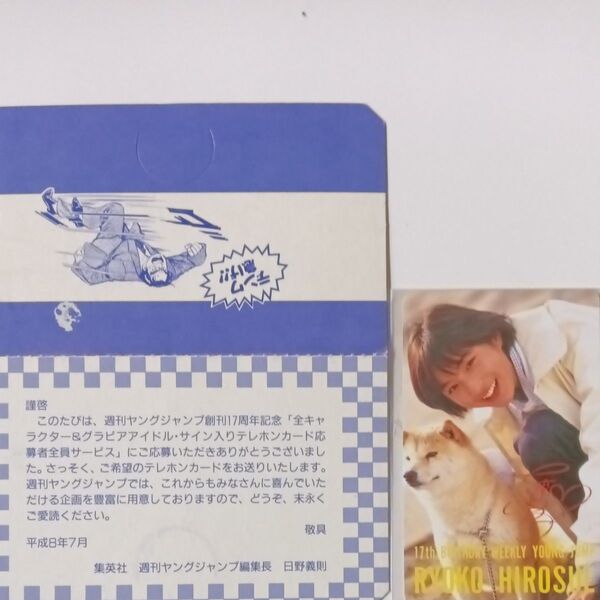 デンワ
急げ!!
謹啓
このたびは、週刊ヤングジャンプ創刊17周年記念「全キャ
ラクター&グラビアアイドル・サイン入りテレホンカード応
募者全員サービス」にご応募いただきありがとうございまし
た。さっそく、ご希望のテレホンカードをお送りいたします。
週刊ヤングジャンプでは、これからもみなさんに喜んでいた
だける企画を豊富に用意しておりますので、どうぞ、末永く
ご愛読ください。
敬具
平成8年7月
集英社 週刊ヤングジャンプ編集長 日野義則
17th BIRTHDAY WEEKLY YOUNG JUMP
RYOKO HIROSUE